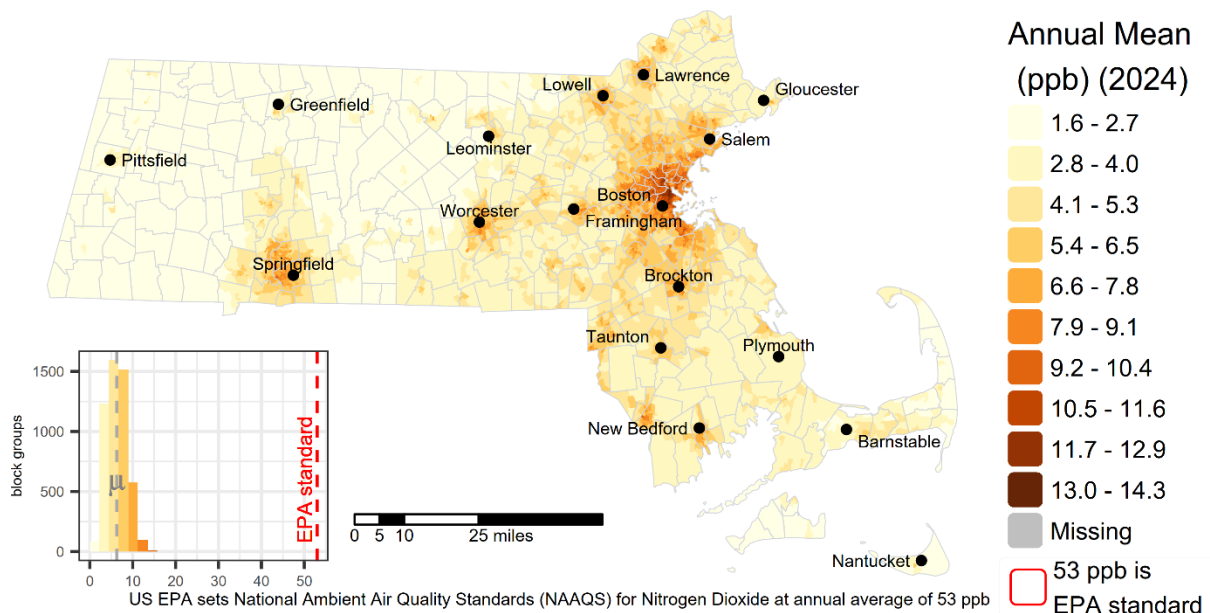 Annual Mean
(ppb) (2024)
1.6 - 2.7
2.8 - 4.0
4.1 - 5.3
5.4 - 6.5
6.6 - 7.8
7.9 - 9.1
9.2 - 10.4
10.5 - 11.6
11.7 - 12.9
13.0 - 14.3
Missing
53 ppb is
EPA standard
Lawrence
Lowell
Gloucester
Greenfield
Salem
Leominster
Pittsfield
Boston
Worcester
Framingham
Springfield
Brockton
Taunton
Plymouth
New Bedford
Barnstable
Nantucket
block groups
1500
1000
500
0
μ
EPA standard
0 10 20 30 40 50
0 5 10 25 miles
US EPA sets National Ambient Air Quality Standards (NAAQS) for Nitrogen Dioxide at annual average of 53 ppb